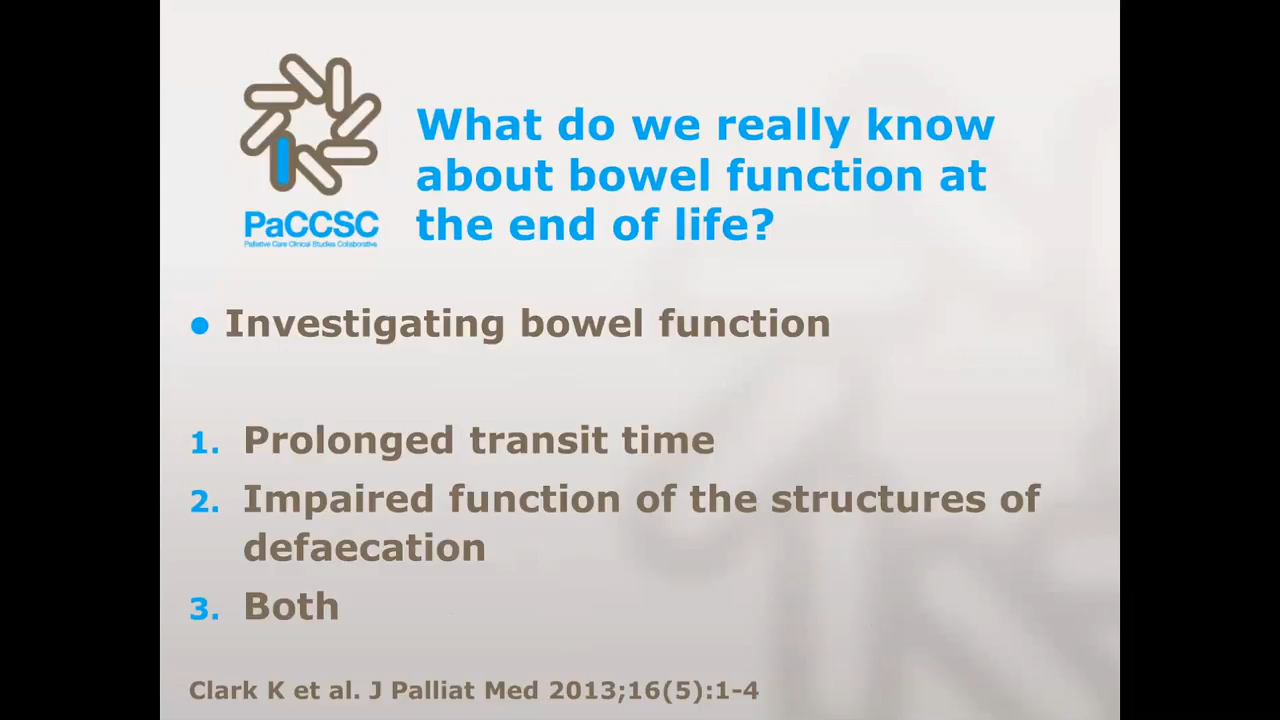 What do we really know
about bowel function at
the end of life?
PaCCSC
Palliative Care Clinical Studies Collaborative
● Investigating bowel function
1. Prolonged transit time
2. Impaired function of the structures of
defaecation
3. Both
Clark K et al. J Palliat Med 2013;16(5):1-4